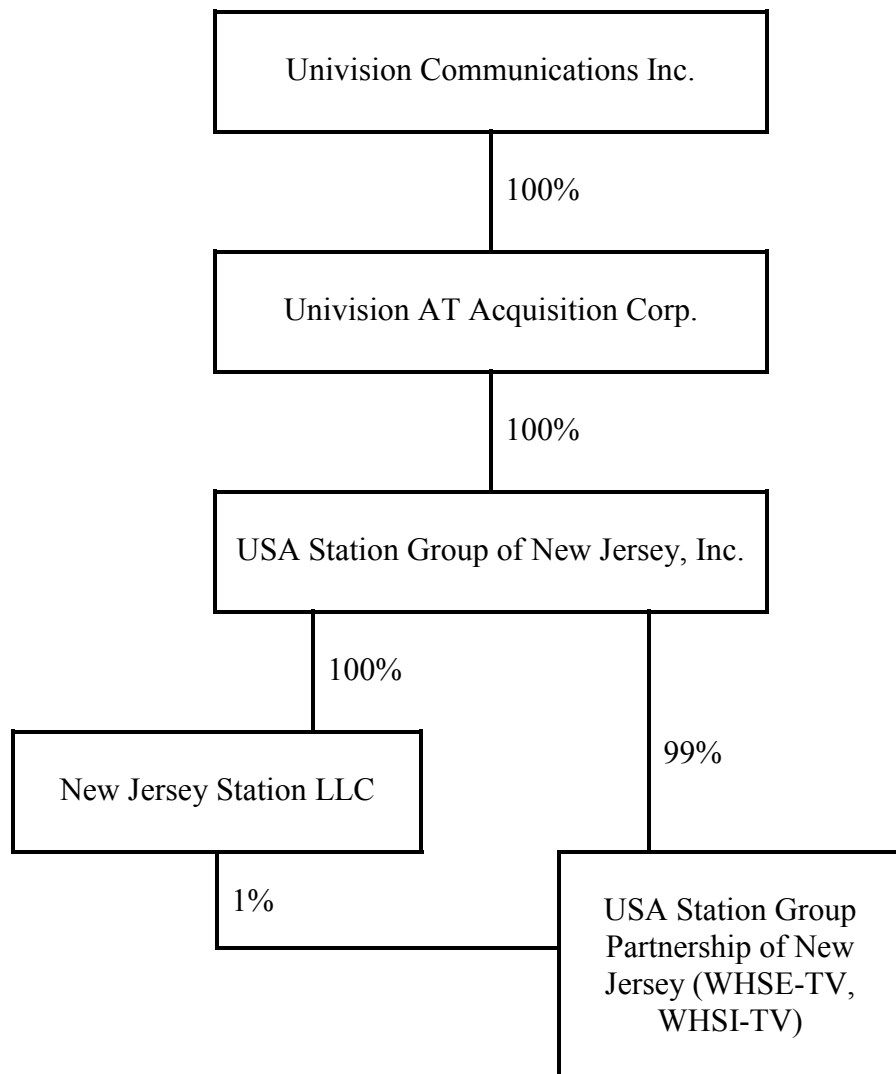 Univision Communications Inc.
100%
Univision AT Acquisition Corp.
100%
USA Station Group of New Jersey, Inc.
100%
99%
New Jersey Station LLC
1%
USA Station Group
Partnership of New
Jersey (WHSE-TV,
WHSI-TV)